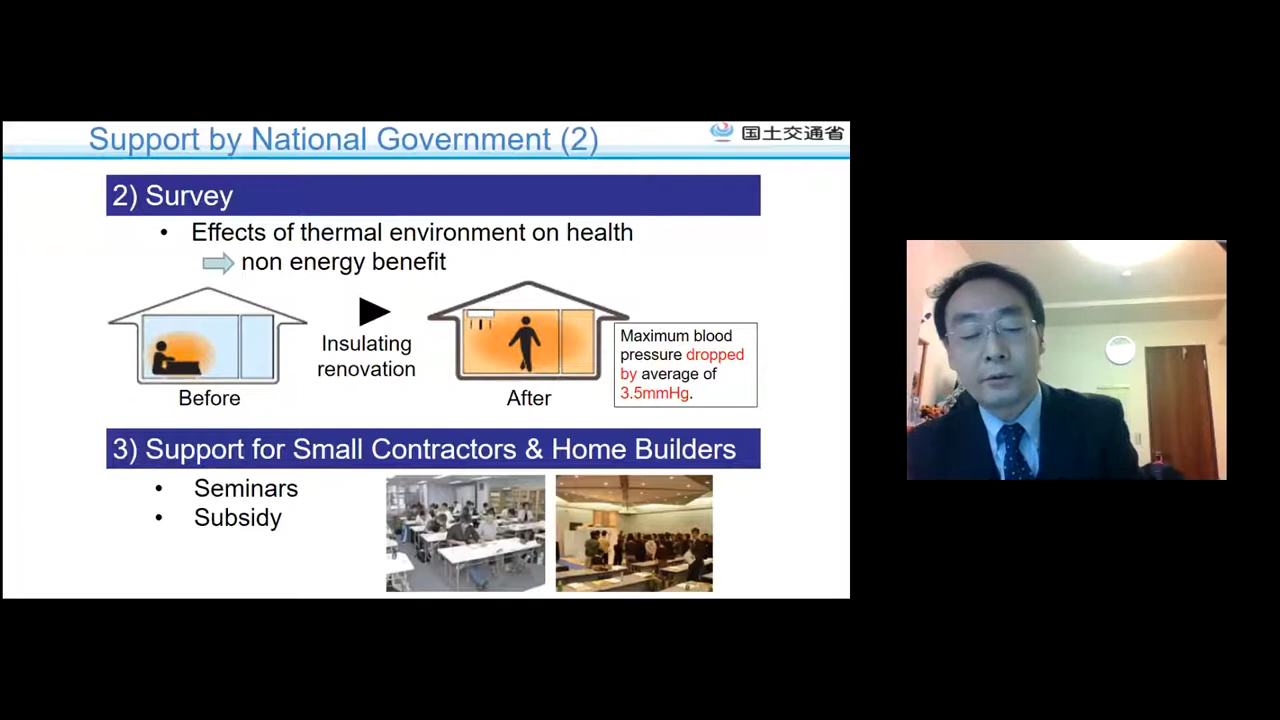 Support by National Government (2)
国土交通省
2) Survey
• Effects of thermal environment on health
non energy benefit
Insulating
renovation
Before
After
Maximum blood
pressure dropped
by average of
3.5mmHg.
3) Support for Small Contractors & Home Builders
• Seminars
• Subsidy